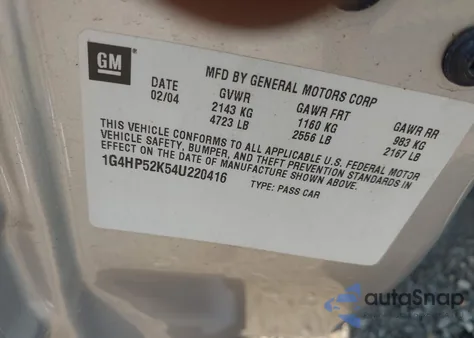 GM
MFD BY GENERAL MOTORS CORP
DATE GVWR GAWR FRT GAWR RR
02/04 2143 KG 1160 KG 983 KG
4723 LB 2556 LB 2167 LB
THIS VEHICLE CONFORMS TO ALL APPLICABLE U.S. FEDERAL MOTOR
VEHICLE SAFETY, BUMPER, AND THEFT PREVENTION STANDARDS IN
EFFECT ON THE DATE OF MANUFACTURE SHOWN ABOVE.
1G4HP52K54U220416
TYPE: PASS CAR
autoSnap